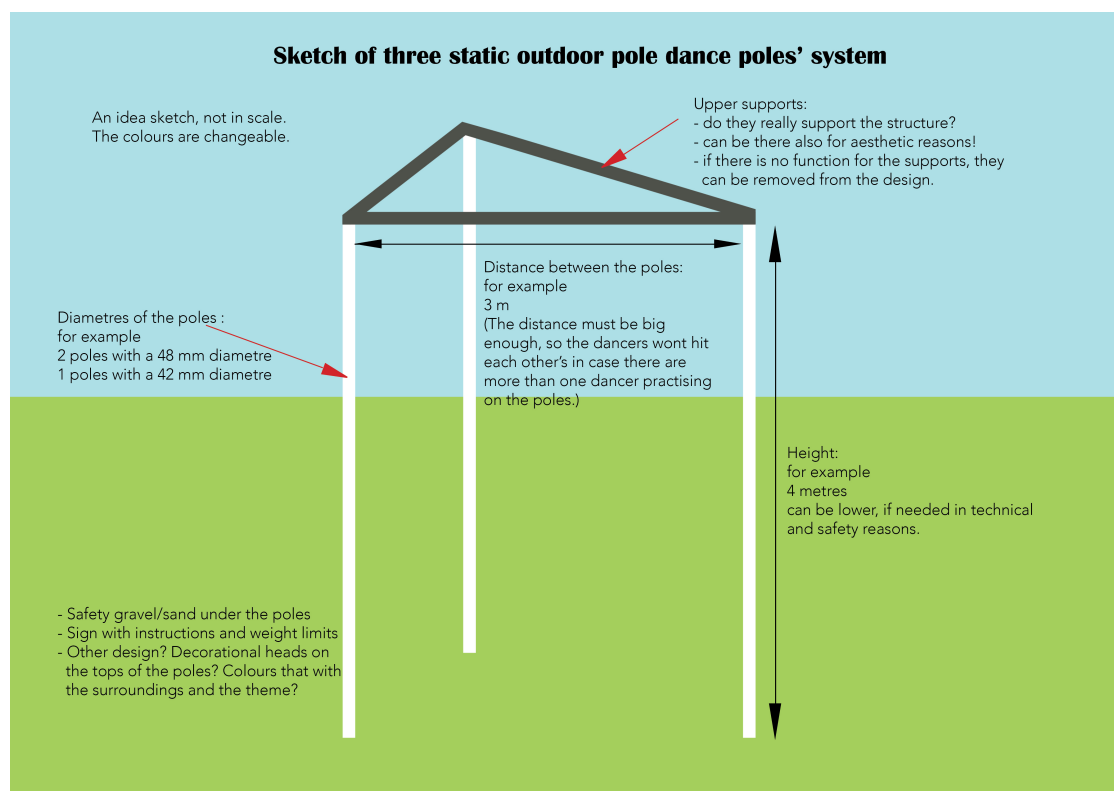 Sketch of three static outdoor pole dance poles’ system
An idea sketch, not in scale.
The colours are changeable.
Upper supports:
- do they really support the structure?
- can be there also for aesthetic reasons!
- if there is no function for the supports, they
can be removed from the design.
Distance between the poles:
for example
3 m
(The distance must be big
enough, so the dancers wont hit
each other’s in case there are
more than one dancer practising
on the poles.)
Diametres of the poles :
for example
2 poles with a 48 mm diametre
1 poles with a 42 mm diametre
Height:
for example
4 metres
can be lower, if needed in technical
and safety reasons.
- Safety gravel/sand under the poles
- Sign with instructions and weight limits
- Other design? Decorational heads on
the tops of the poles? Colours that with
the surroundings and the theme?